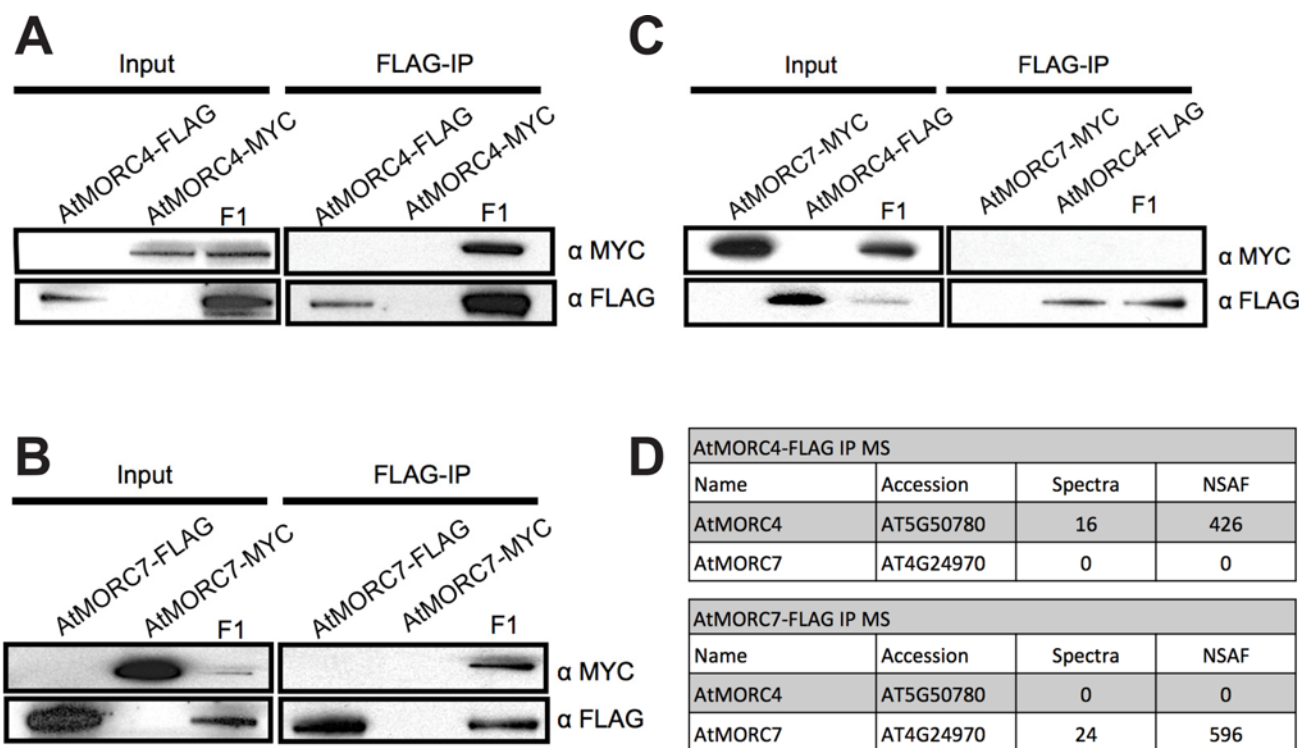 A
Input
FLAG-IP
AtMORC4-FLAG
AtMORC4-MYC
F1
AtMORC4-FLAG
AtMORC4-MYC
F1
α MYC
α FLAG
B
Input
FLAG-IP
AtMORC7-FLAG
AtMORC7-MYC
F1
AtMORC7-FLAG
AtMORC7-MYC
F1
α MYC
α FLAG
C
Input
FLAG-IP
AtMORC7-MYC
AtMORC4-FLAG
F1
AtMORC7-MYC
AtMORC4-FLAG
F1
α MYC
α FLAG
D
AtMORC4-FLAG IP MS
Name Accession Spectra NSAF
AtMORC4 AT5G50780 16 426
AtMORC7 AT4G24970 0 0
AtMORC7-FLAG IP MS
Name Accession Spectra NSAF
AtMORC4 AT5G50780 0 0
AtMORC7 AT4G24970 24 596